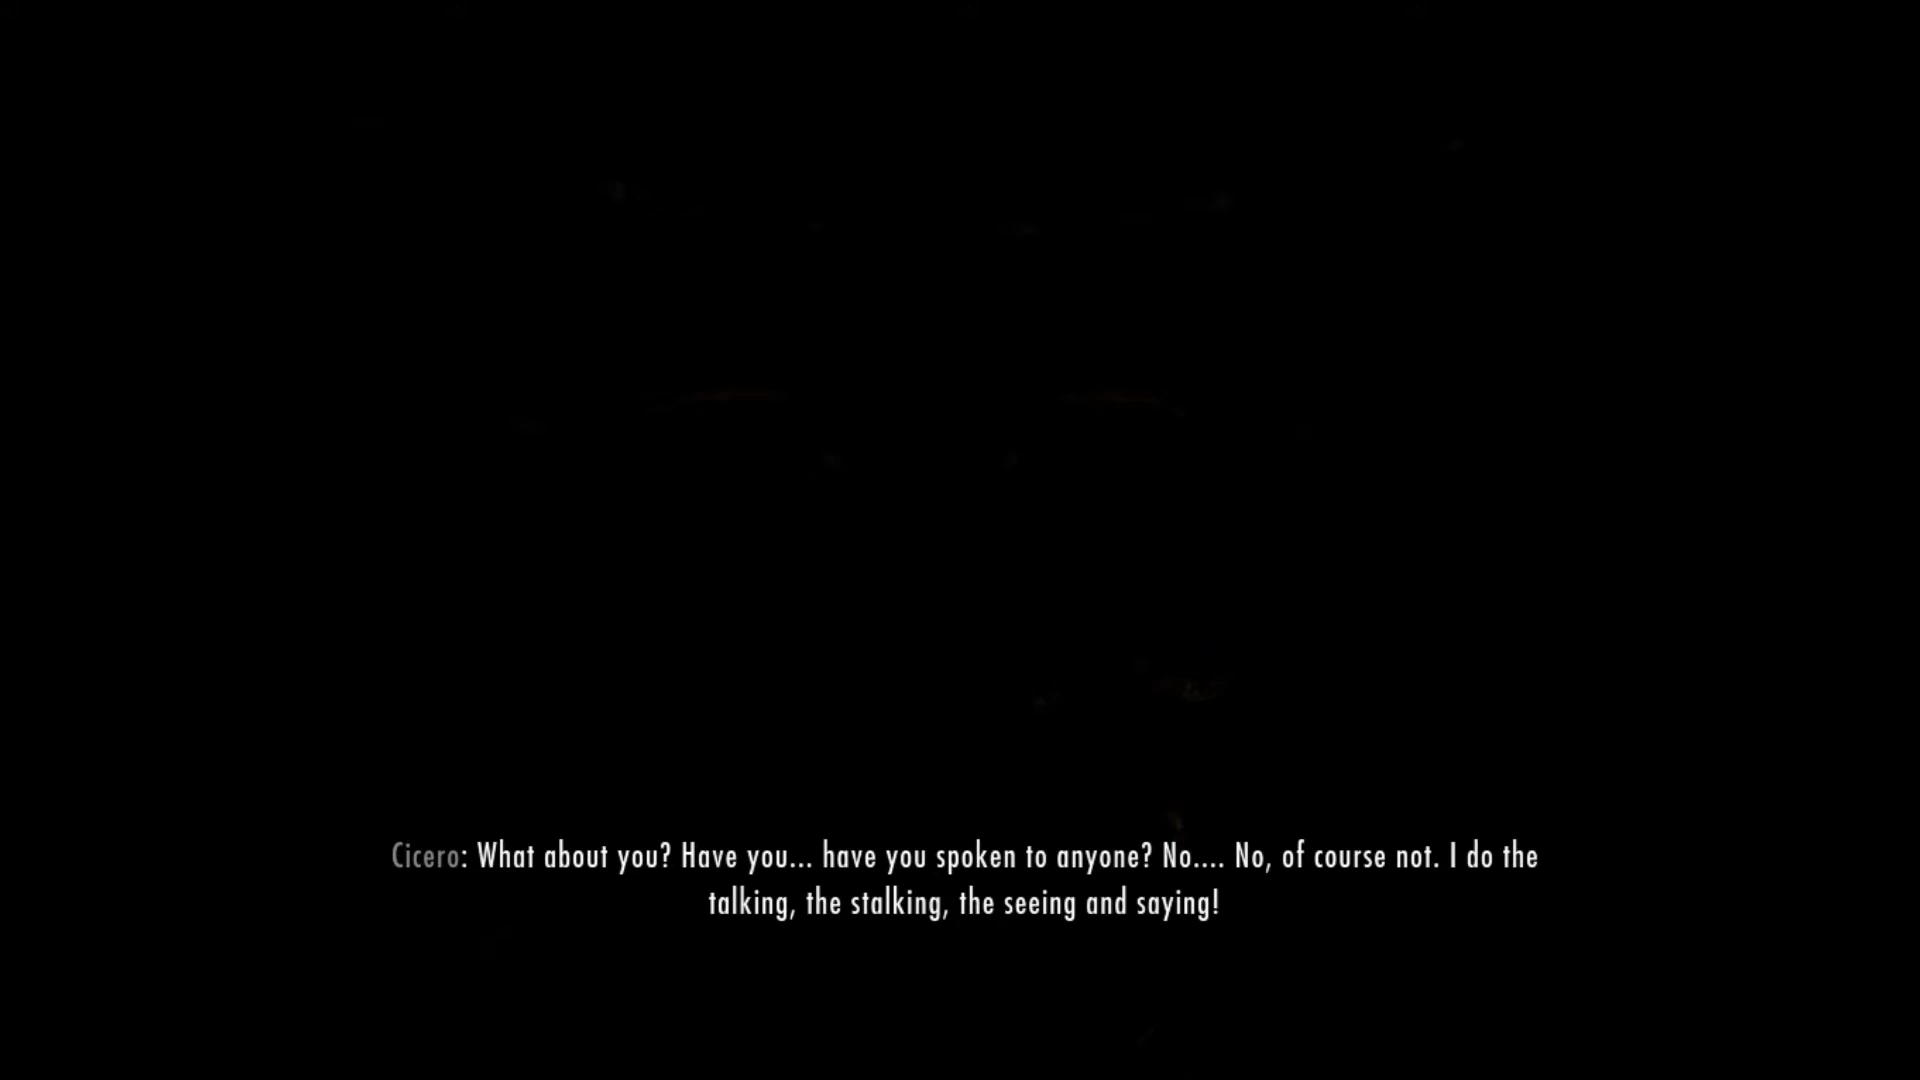 Cicero: What about you? Have you... have you spoken to anyone? No.... No, of course not. I do the
talking, the stalking, the seeing and saying!